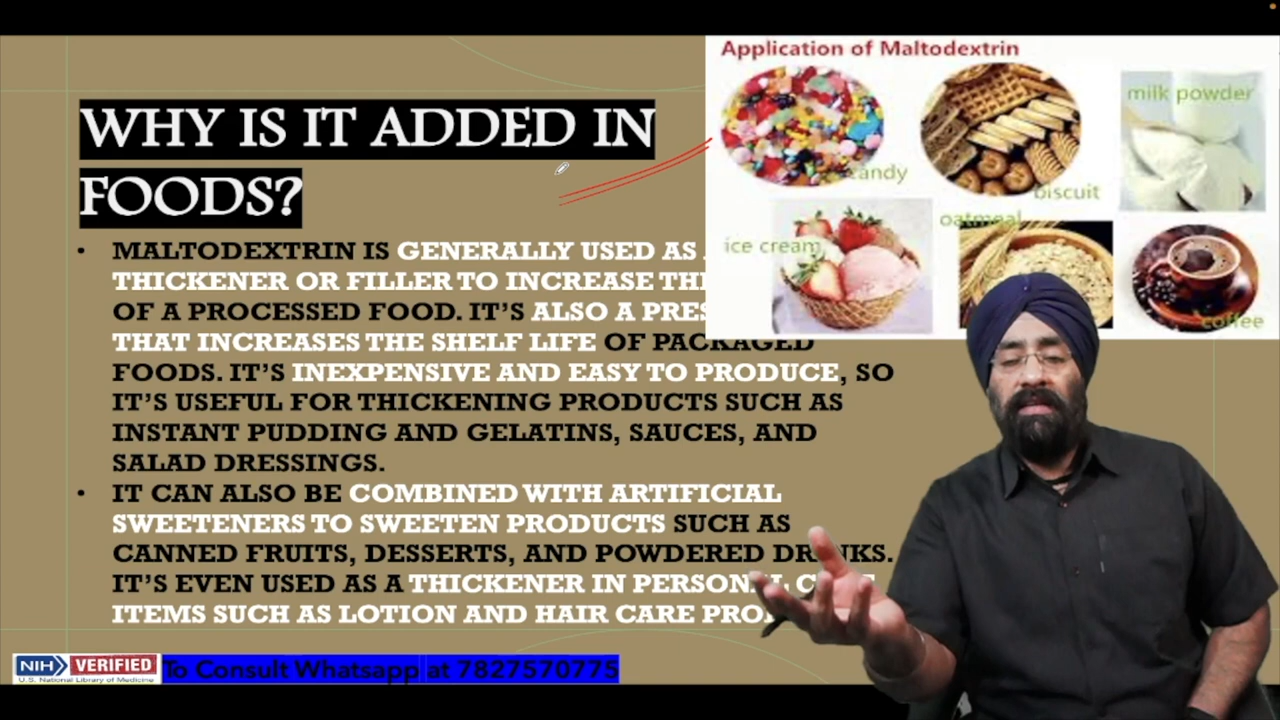 WHY IS IT ADDED IN
FOODS?
• MALTODEXTRIN IS GENERALLY USED AS
THICKENER OR FILLER TO INCREASE
OF A PROCESSED FOOD. IT'S ALSO A
THAT INCREASES THE SHELF LIFE OF PACKAGED
FOODS. IT'S INEXPENSIVE AND EASY TO PRODUCE, SO
IT'S USEFUL FOR THICKENING PRODUCTS SUCH AS
INSTANT PUDDING AND GELATINS, SAUCES, AND
SALAD DRESSINGS.
• IT CAN ALSO BE COMBINED WITH ARTIFICIAL
SWEETENERS TO SWEETEN PRODUCTS SUCH AS
CANNED FRUITS, DESSERTS, AND POWDERED DRINKS.
IT'S EVEN USED AS A THICKENER IN PERSONAL
ITEMS SUCH AS LOTION AND HAIR CARE
Application of Maltodextrin
candy
biscuit
milk powder
ice cream
oatmeal
coffee
NIH VERIFIED
U.S. National Library of Medicine
To Consult Whatsapp at 7827570775